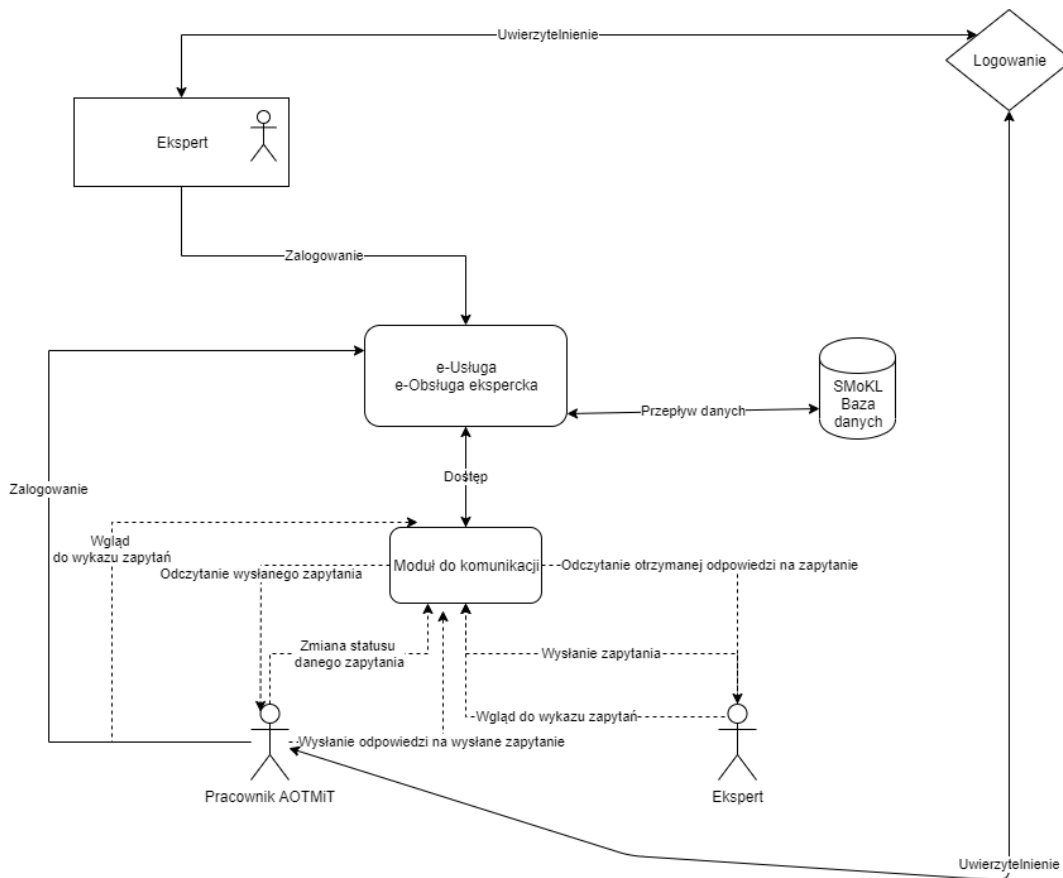 Uwierzytelnienie
Logowanie
Ekspert
Zalogowanie
e-Usługa
e-Obsługa ekspercka
SMoKL
Baza
danych
Przepływ danych
Dostęp
Zalogowanie
Wgląd
do wykazu zapytań
Moduł do komunikacji
Odczytanie wysłanego zapytania
Odczytanie otrzymanej odpowiedzi na zapytanie
Zmiana statusu
danego zapytania
Wysłanie zapytania
Wgląd do wykazu zapytań
Wysłanie odpowiedzi na wysłane zapytanie
Pracownik AOTMiT
Ekspert
Uwierzytelnienie